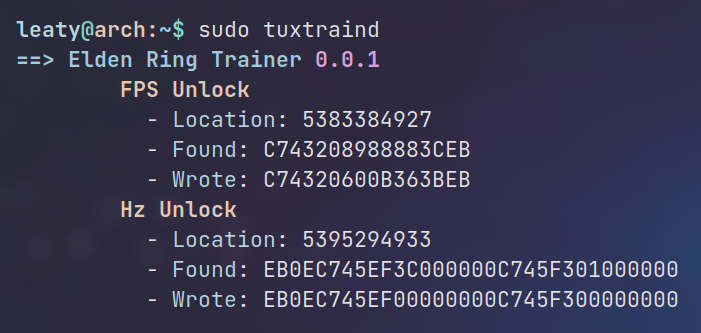 leaty@arch:~$ sudo tuxtraind
==> Elden Ring Trainer 0.0.1
FPS Unlock
- Location: 5383384927
- Found: C743208988883CEB
- Wrote: C74320600B363BEB
Hz Unlock
- Location: 5395294933
- Found: EB0EC745EF3C000000C745F301000000
- Wrote: EB0EC745EF00000000C745F300000000